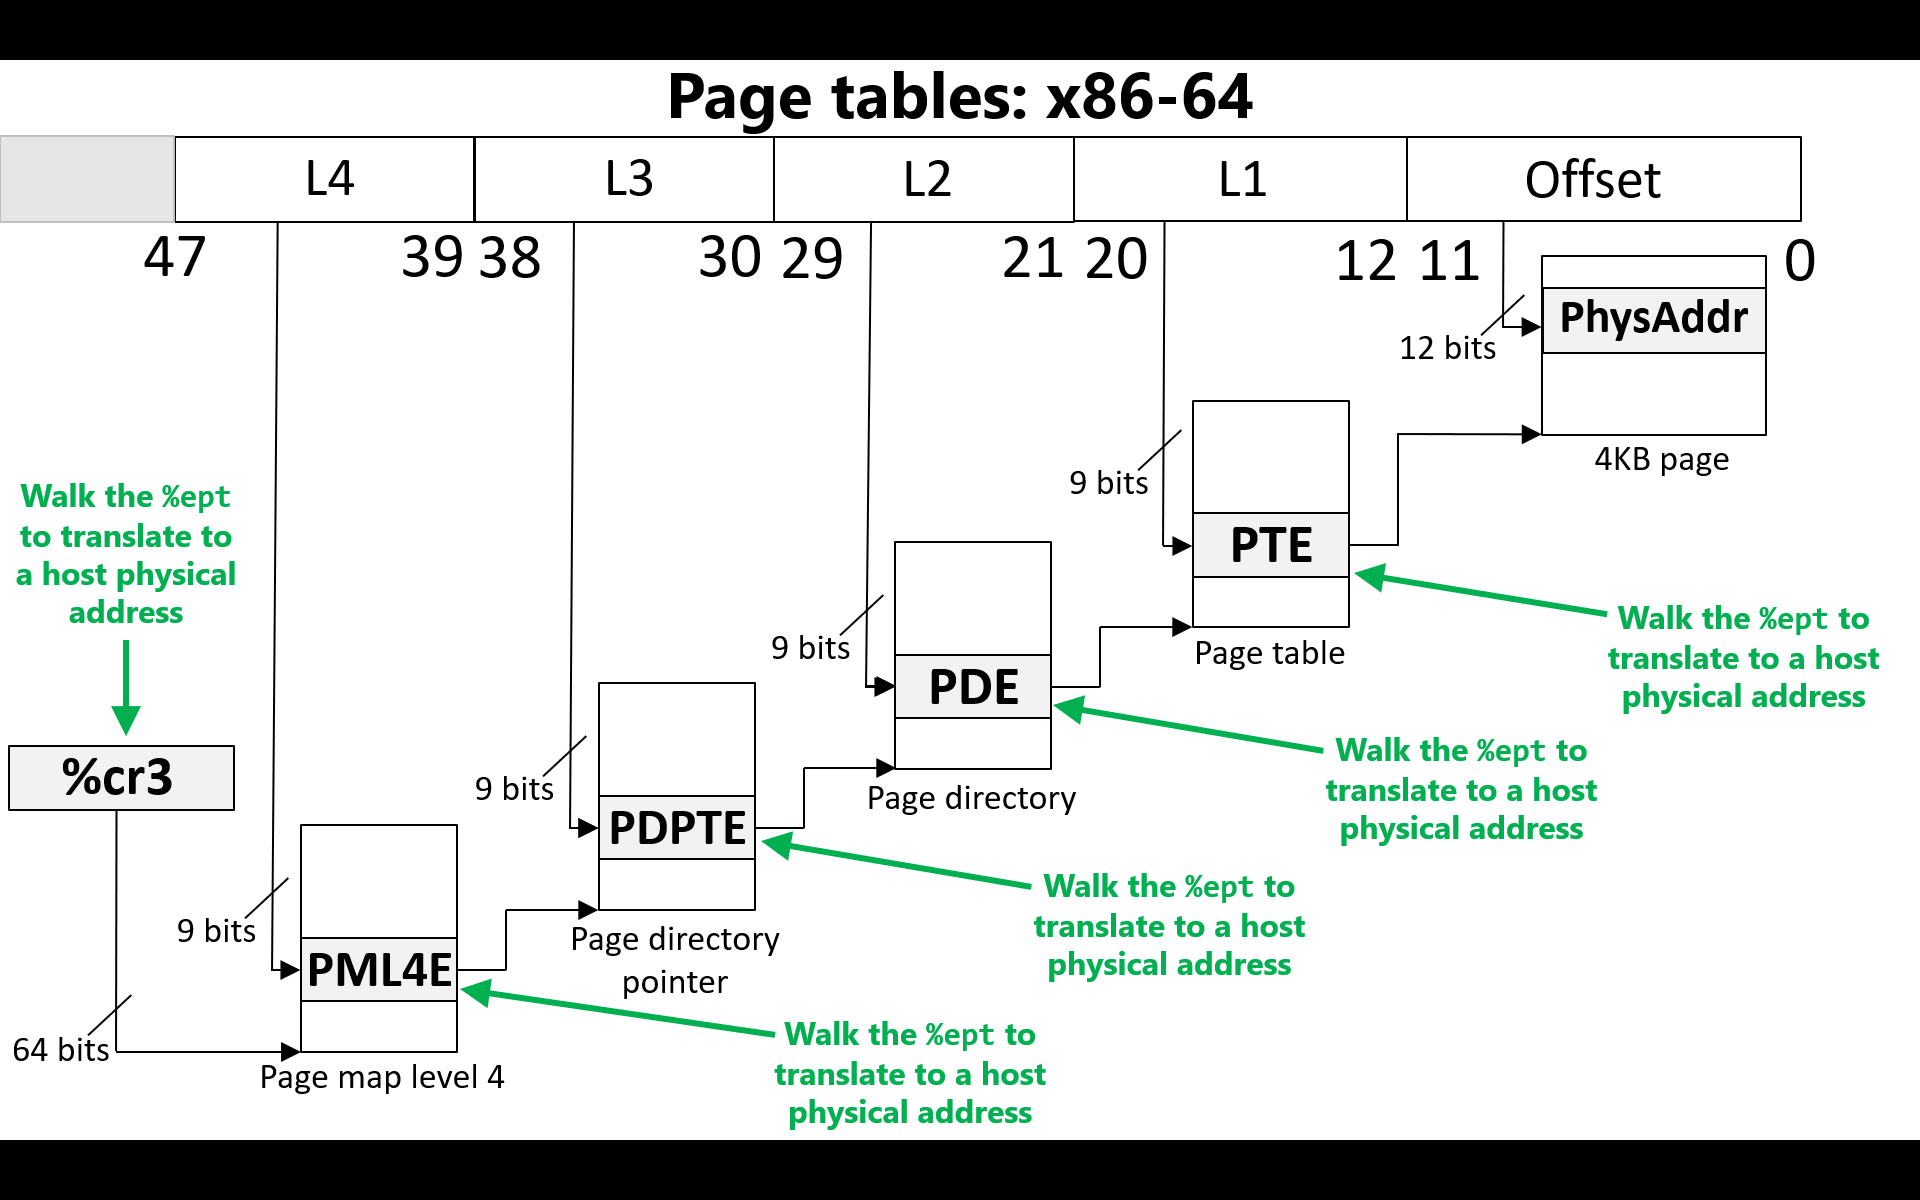 Page tables: x86-64
L4
L3
L2
L1
Offset
47
39
38
30
29
21
20
12
11
0
PhysAddr
12 bits
4KB page
9 bits
PTE
Page table
Walk the %ept to
translate to a host
physical address
9 bits
PDE
Page directory
Walk the %ept to
translate to a host
physical address
9 bits
PDPTE
Page directory
pointer
Walk the %ept to
translate to a host
physical address
Walk the %ept
to translate to
a host physical
address
%cr3
64 bits
9 bits
PML4E
Page map level 4
Walk the %ept to
translate to a host
physical address